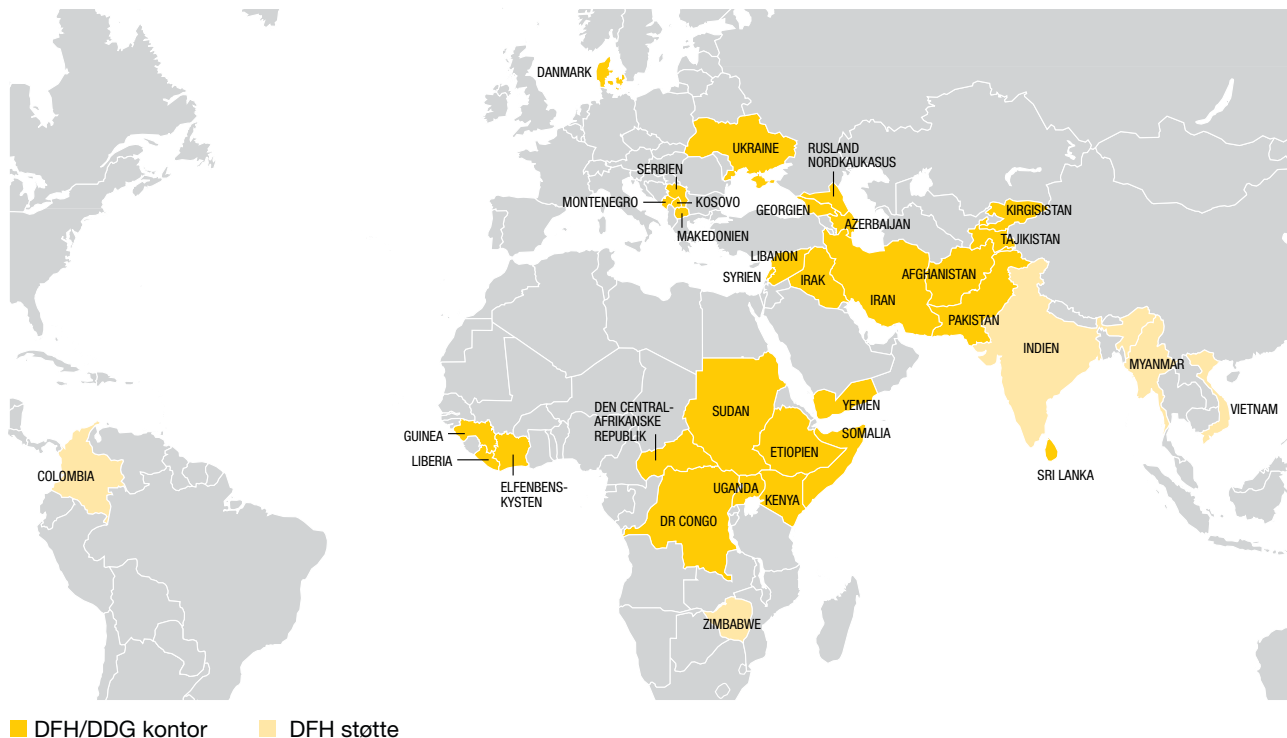 DANMARK
UKRAINE
RUSLAND
NORDKAUKASUS
SERBIEN
MONTENEGRO
KOSOVO
GEORGIEN
KIRGISISTAN
AZERBAIJAN
MAKEDONIEN
TAJIKISTAN
LIBANON
SYRIEN
IRAK
AFGHANISTAN
IRAN
PAKISTAN
INDIEN
MYANMAR
DEN CENTRAL-
AFRIKANSKE
REPUBLIK
SUDAN
YEMEN
VIETNAM
GUINEA
SOMALIA
LIBERIA
ETIOPIEN
COLOMBIA
SRI LANKA
ELFENBENS-
KYSTEN
UGANDA
KENYA
DR CONGO
ZIMBABWE
DFH/DDG kontor
DFH støtte